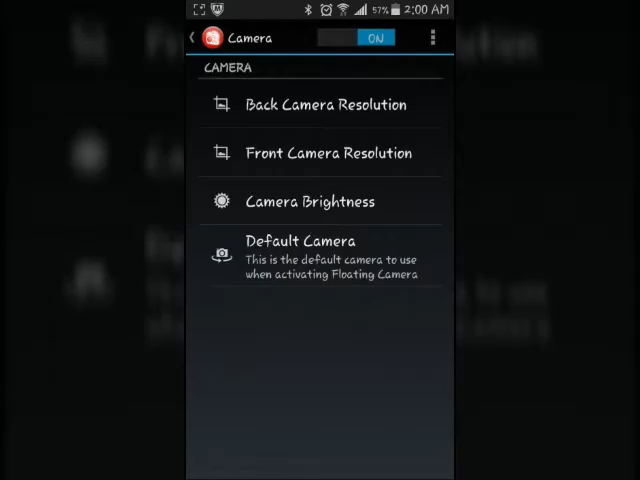 57% 2:00 AM
Camera ON
CAMERA
Back Camera Resolution
Front Camera Resolution
Camera Brightness
Default Camera
This is the default camera to use
when activating Floating Camera